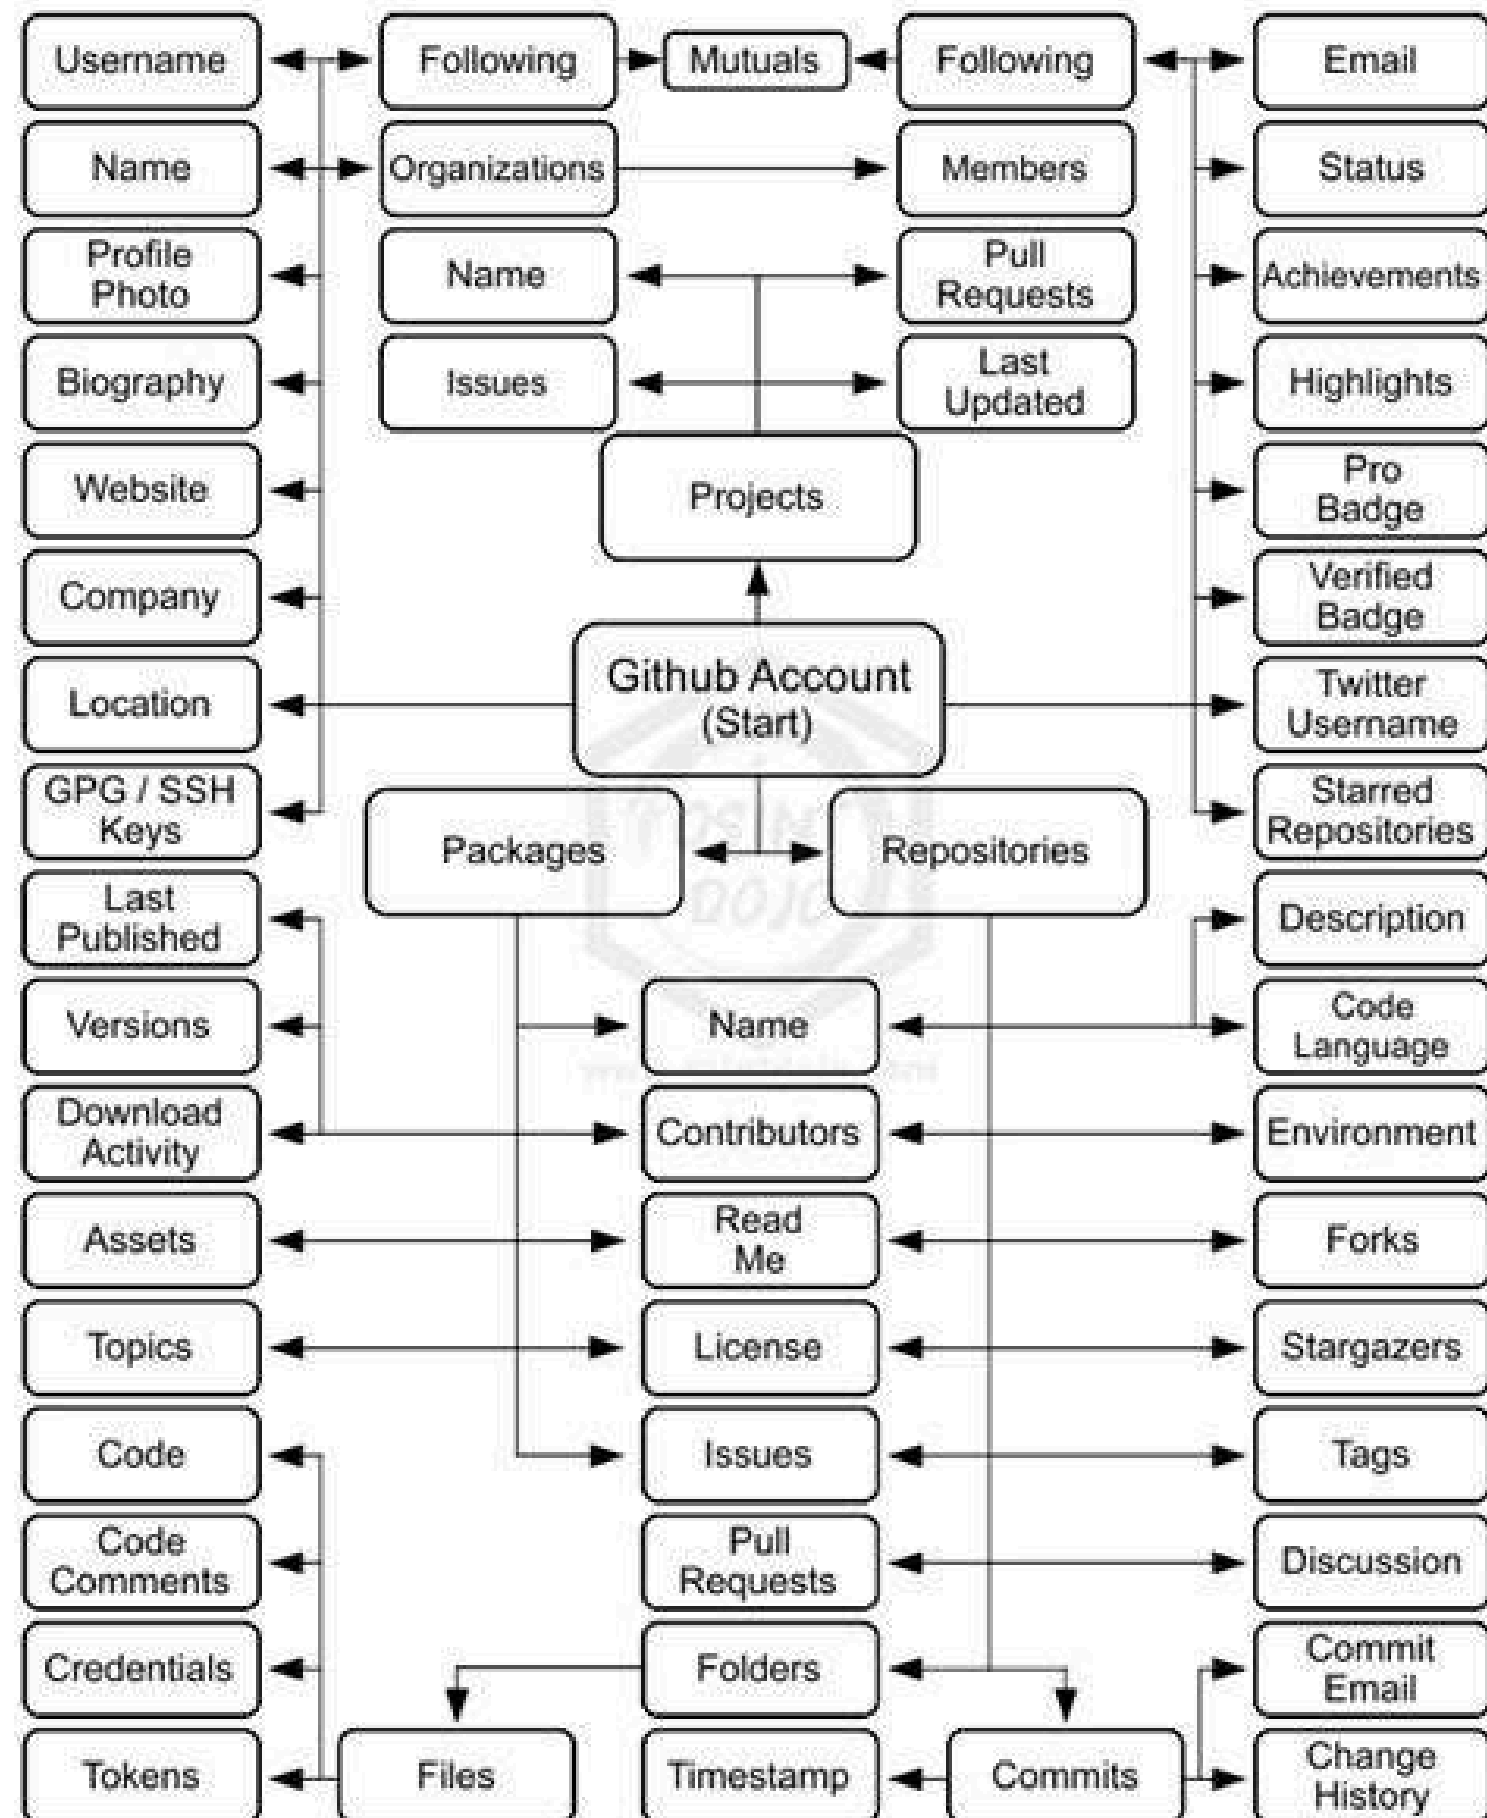 Username
Following
Mutuals
Following
Email
Name
Organizations
Members
Status
Profile
Photo
Name
Pull
Requests
Achievements
Biography
Issues
Last
Updated
Highlights
Website
Projects
Pro
Badge
Company
Verified
Badge
Location
Github Account
(Start)
Twitter
Username
GPG / SSH
Keys
Packages
Repositories
Starred
Repositories
Last
Published
DOJO
Description
Versions
Name
Code
Language
Download
Activity
Contributors
Environment
Assets
Read
Me
Forks
Topics
License
Stargazers
Code
Issues
Tags
Code
Comments
Pull
Requests
Discussion
Credentials
Folders
Commit
Email
Tokens
Files
Timestamp
Commits
Change
History